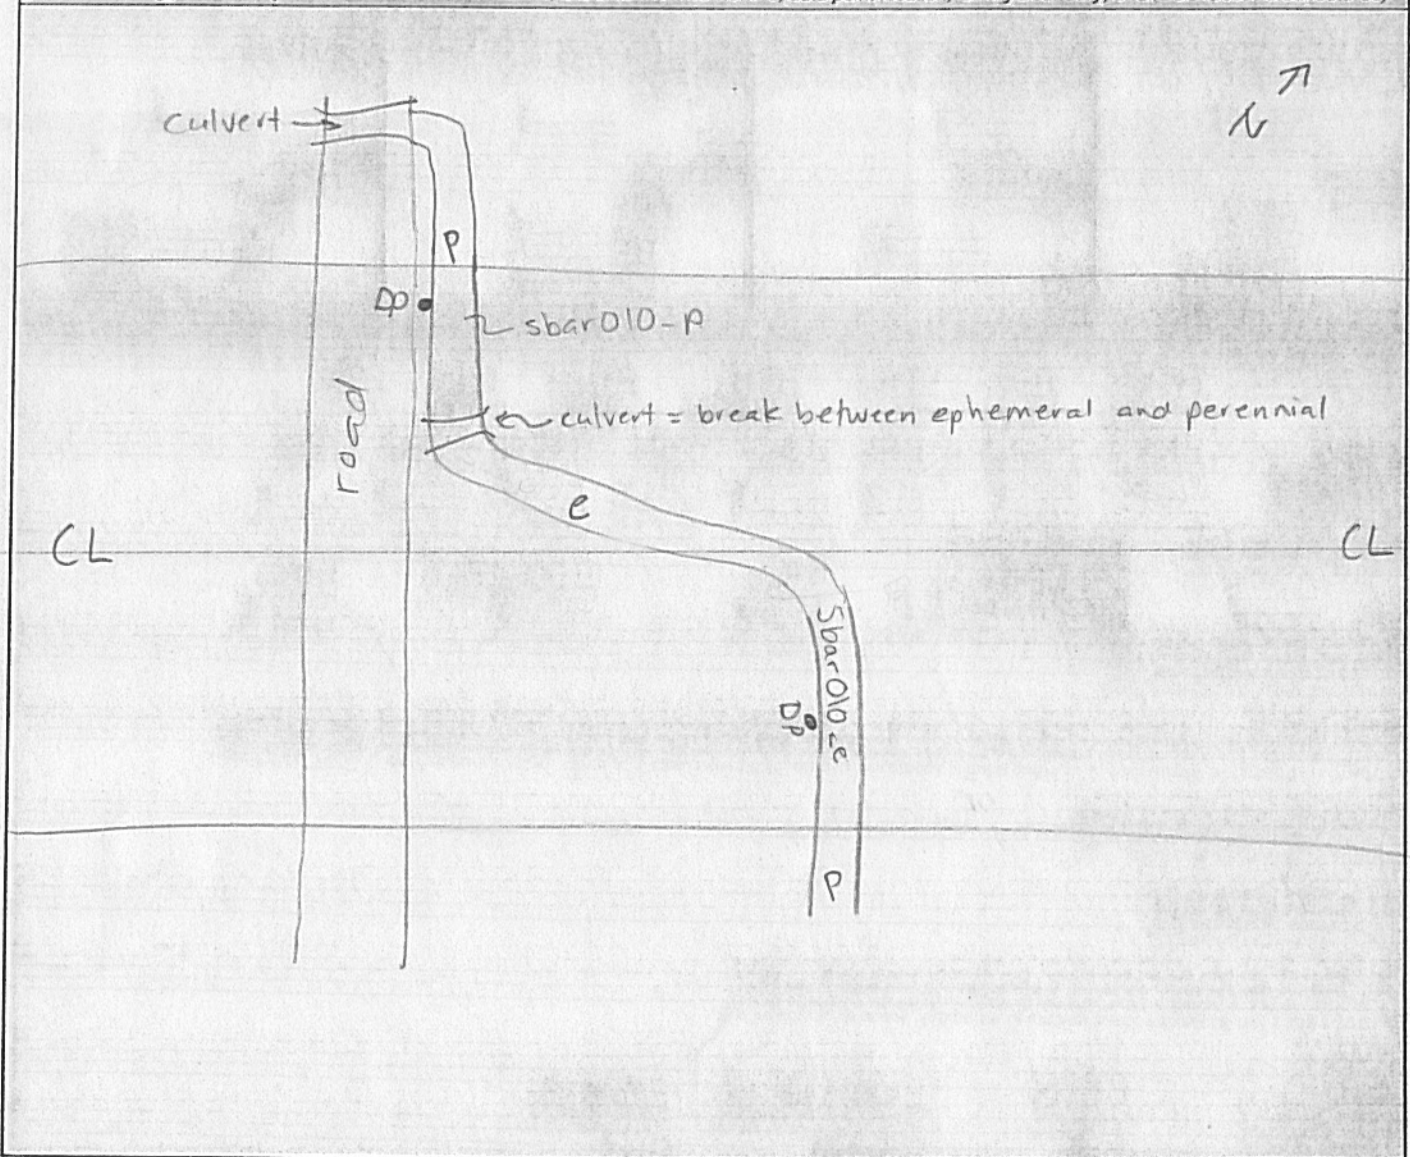 N
culvert
P
DP
sbar010-p
road
culvert = break between ephemeral and perennial
e
CL
CL
Sbar010-e
DP
P